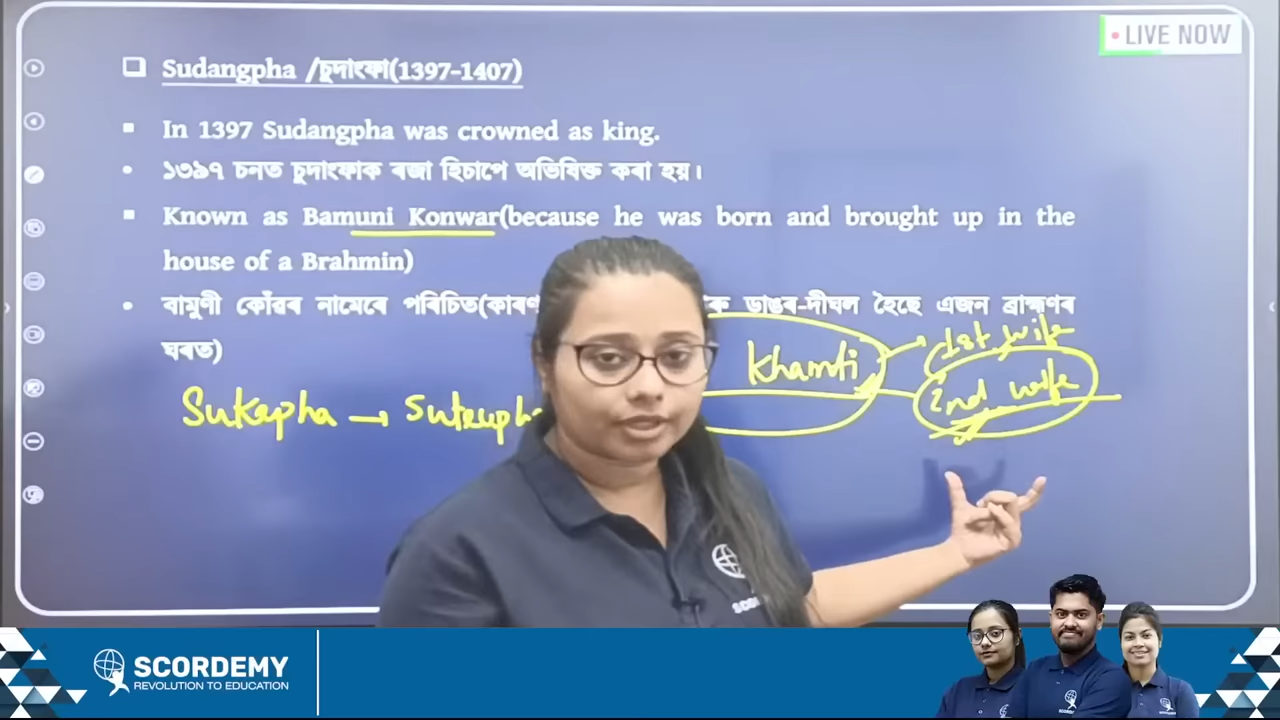 LIVE NOW
Sudangpha /চুদাংফা(1397-1407)
In 1397 Sudangpha was crowned as king.
১৩৯৭ চনত চুদাংফাক ৰজা হিচাপে অভিষিক্ত কৰা হয়।
Known as Bamuni Konwar(because he was born and brought up in the
house of a Brahmin)
বামুণী কোঁৱৰ নামেৰে পৰিচিত(কাৰণ ডাঙৰ-দীঘল হৈছে এজন ব্ৰাহ্মণৰ
ঘৰত)
1st wife
Khamti
2nd wife
Sukapha → Suteupha
SCORDEMY
REVOLUTION TO EDUCATION